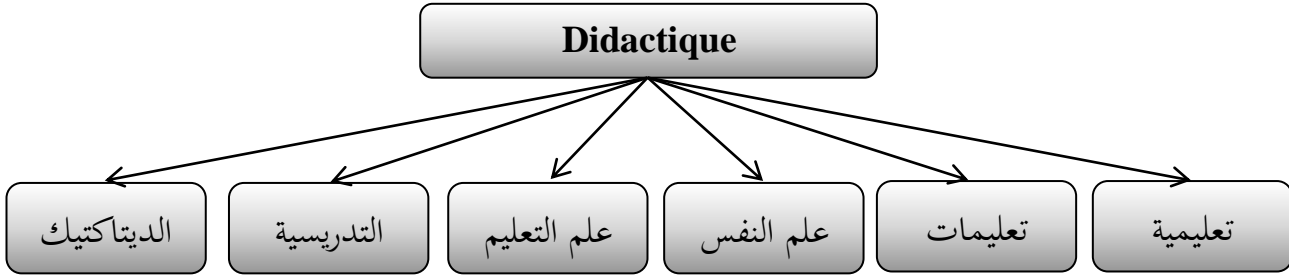 Didactique
تعليمية
تعليمات
علم النفس
علم التعليم
التدريسية
الديتاكتيك